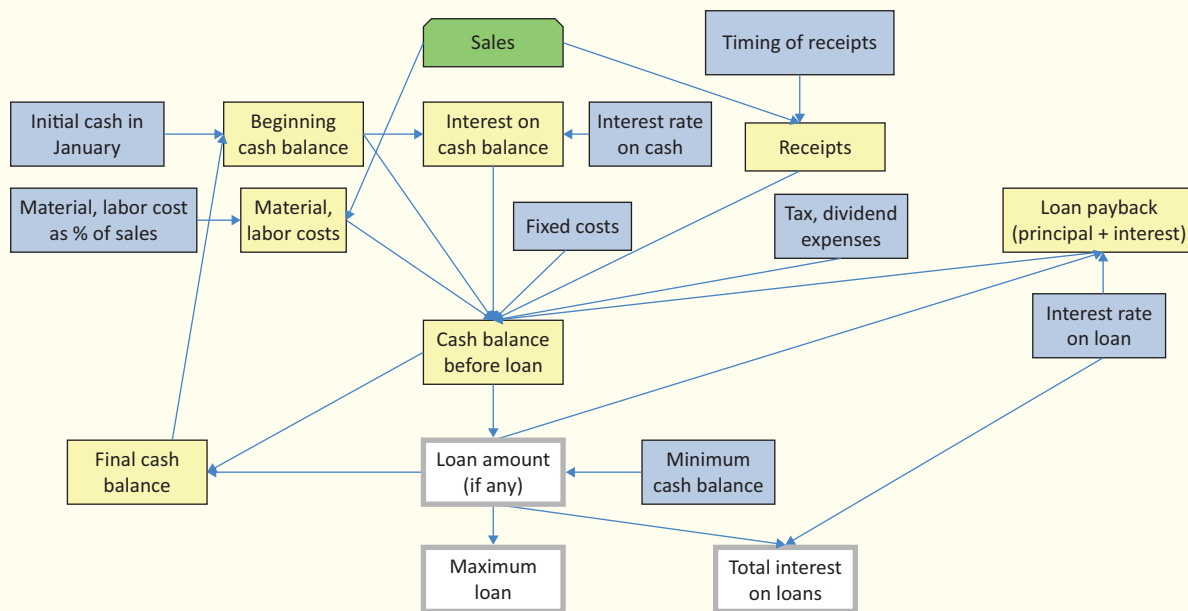 Sales
Timing of receipts
Initial cash in
January
Beginning
cash balance
Interest on
cash balance
Interest rate
on cash
Receipts
Material, labor cost
as % of sales
Material,
labor costs
Fixed costs
Tax, dividend
expenses
Loan payback
(principal + interest)
Cash balance
before loan
Interest rate
on loan
Final cash
balance
Loan amount
(if any)
Minimum
cash balance
Maximum
loan
Total interest
on loans